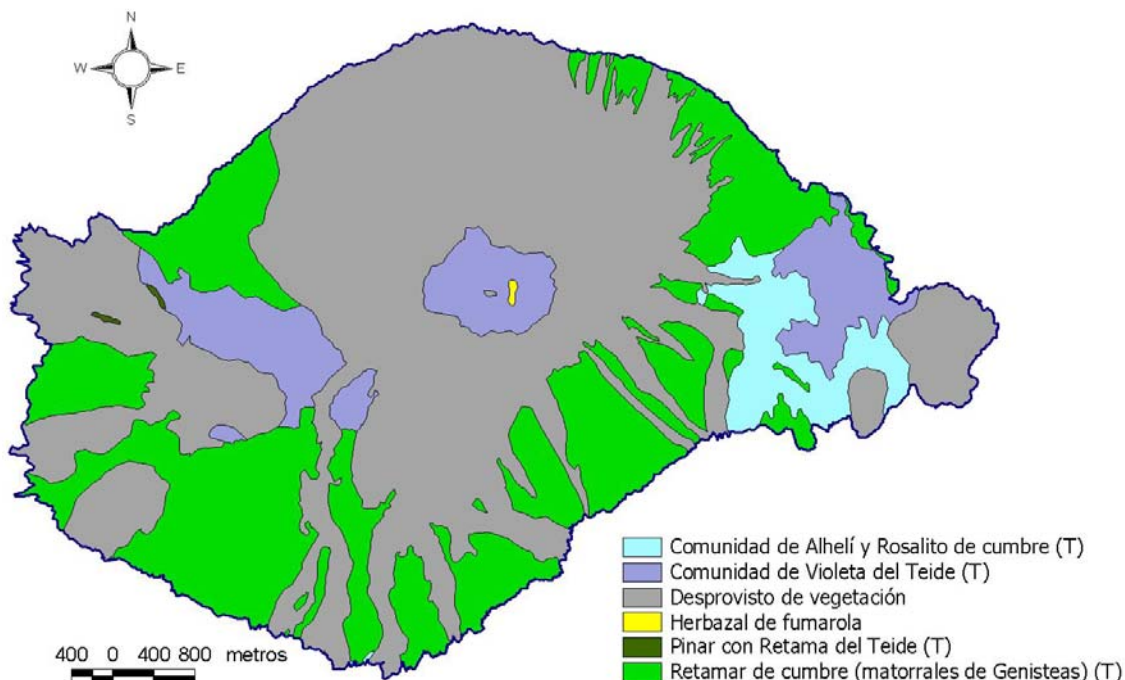 N
W E
S
Comunidad de Alhelí y Rosalito de cumbre (T)
Comunidad de Violeta del Teide (T)
Desprovisto de vegetación
Herbazal de fumarola
Pinar con Retama del Teide (T)
Retamar de cumbre (matorrales de Genisteas) (T)
400 0 400 800 metros